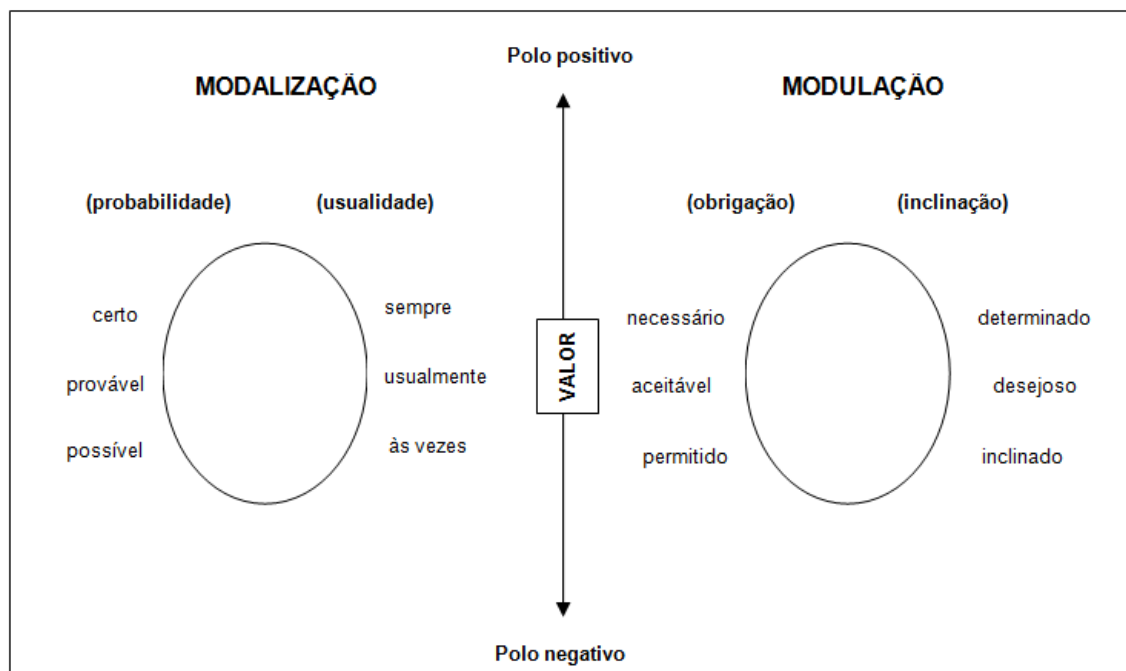 Polo positivo
MODALIZAÇÃO
MODULAÇÃO
(probabilidade)
(usualidade)
(obrigação)
(inclinação)
certo
sempre
necessário
determinado
provável
usualmente
VALOR
aceitável
desejoso
possível
às vezes
permitido
inclinado
Polo negativo